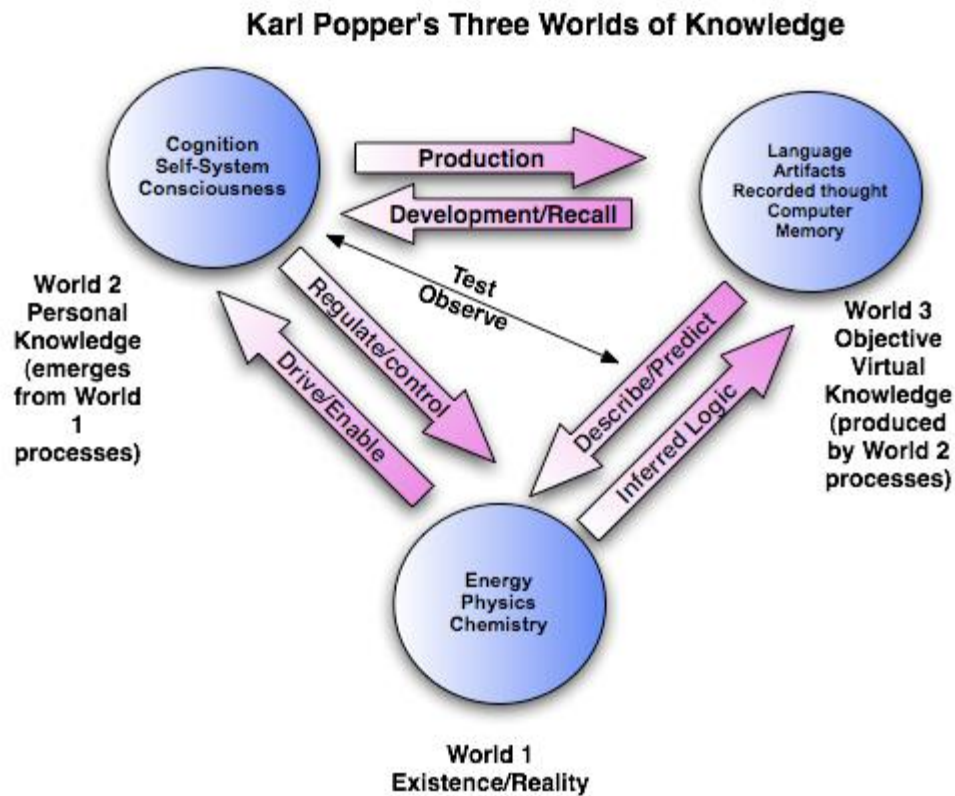 Karl Popper's Three Worlds of Knowledge
Cognition
Self-System
Consciousness
Production
Development/Recall
Language
Artifacts
Recorded thought
Computer
Memory
Test
Observe
World 2
Personal
Knowledge
(emerges
from World
1
processes)
Regulate/control
Drive/Enable
Describe/Predict
Inferred Logic
World 3
Objective
Virtual
Knowledge
(produced
by World 2
processes)
Energy
Physics
Chemistry
World 1
Existence/Reality